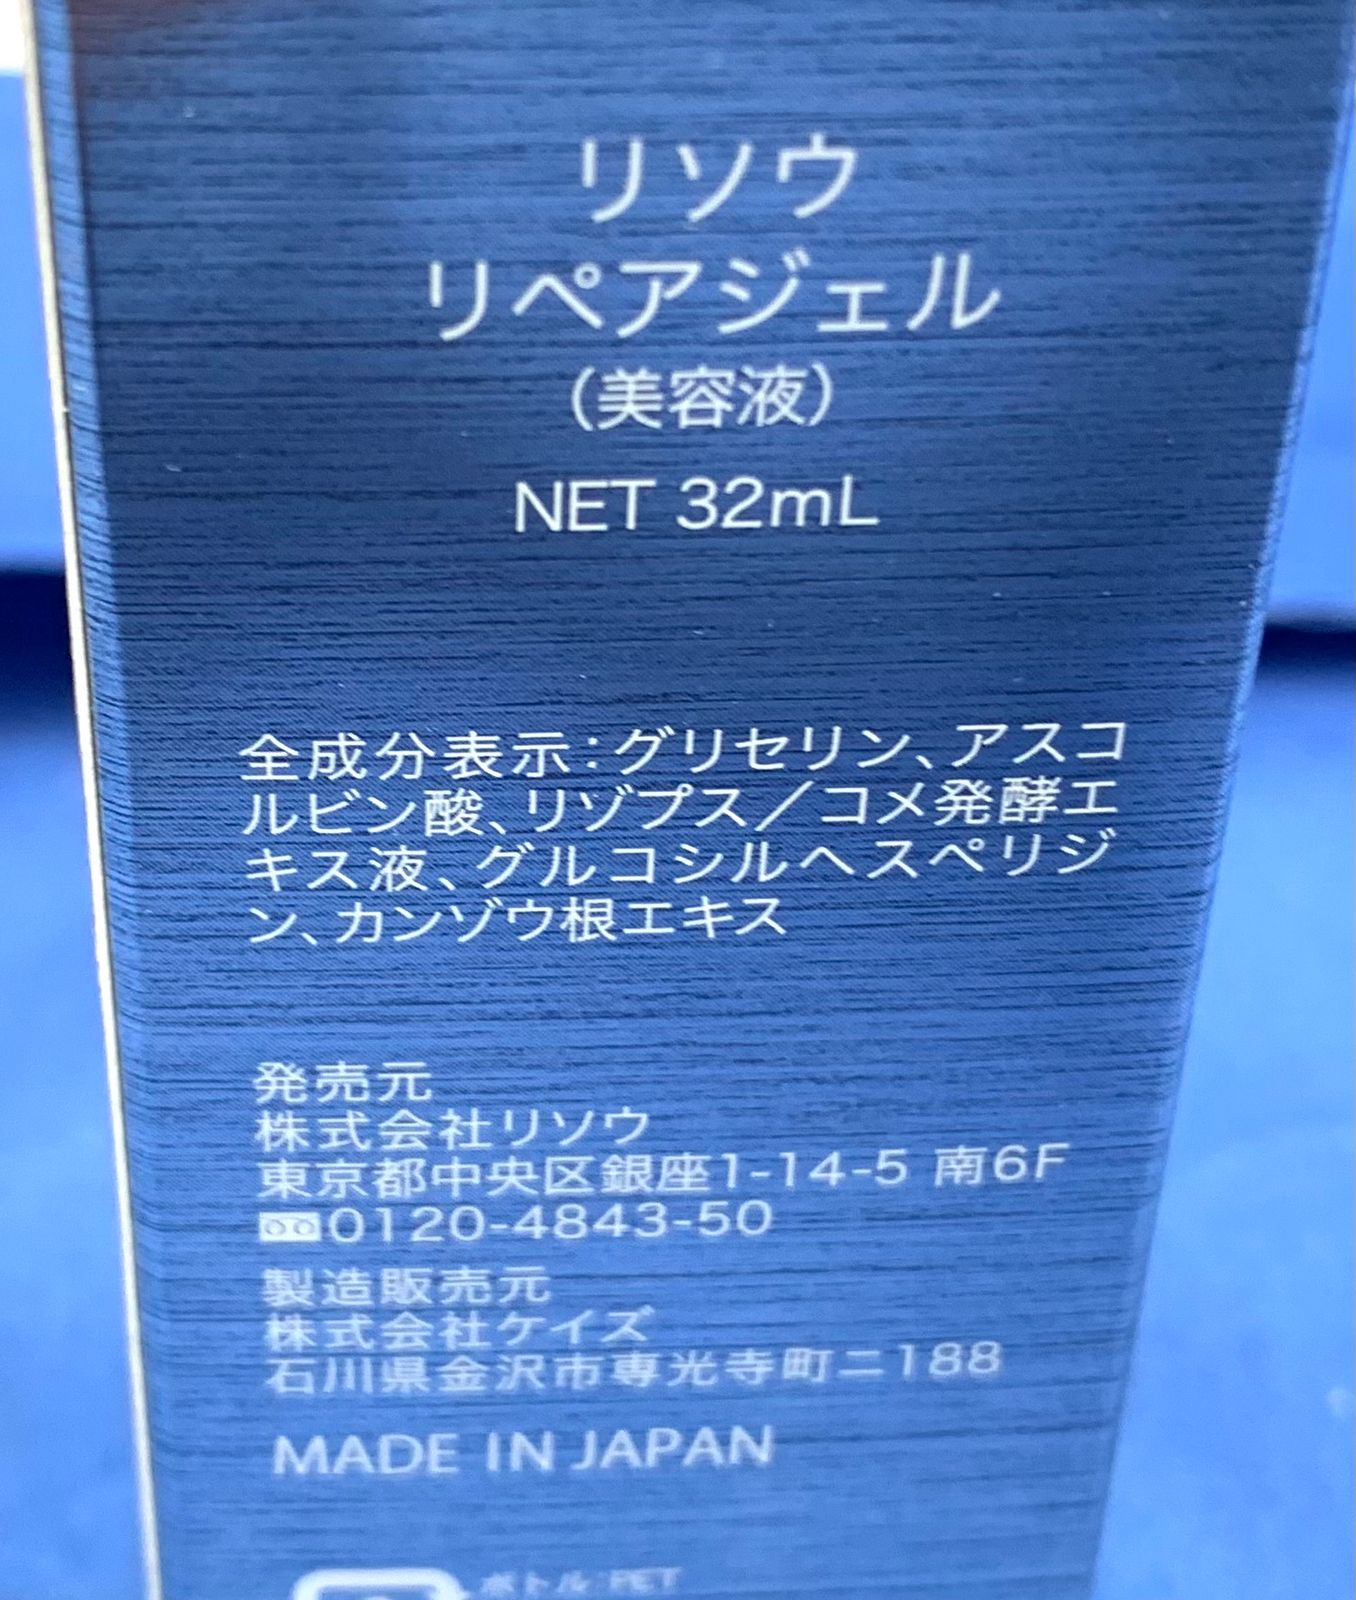 リソウ
リペアジェル
(美容液)
NET 32mL
全成分表示:グリセリン、アスコ
ルビン酸、リゾプス/コメ発酵エ
キス液、グルコシルヘスペリジ
ン、カンゾウ根エキス
発売元
株式会社リソウ
東京都中央区銀座1-14-5 南6F
0120-4843-50
製造販売元
株式会社ケイズ
石川県金沢市専光寺町ニ188
MADE IN JAPAN
ボトル:PET